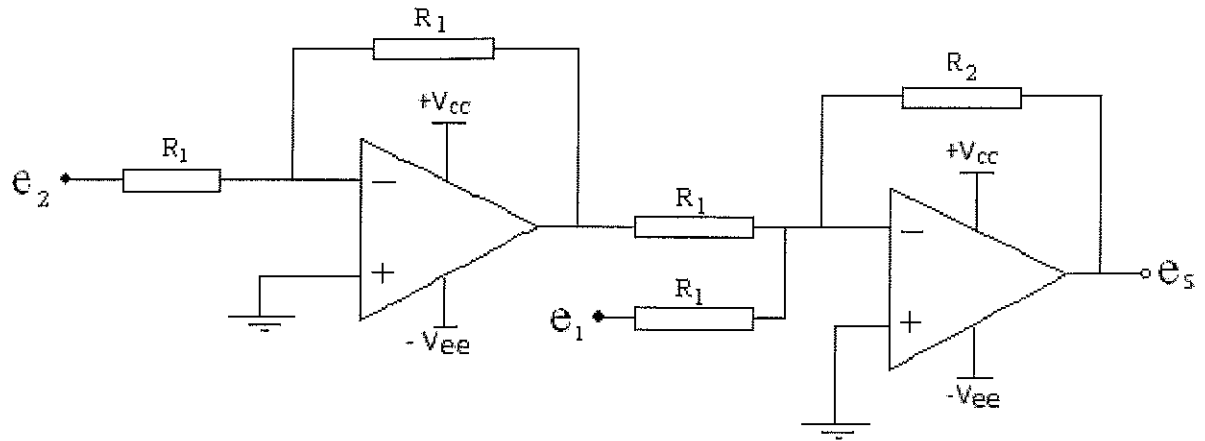 R₁
R₂
+Vcc
+Vcc
R₁
e₂
−
R₁
−
+
R₁
e₁
eₛ
+
- Vee
-Vee